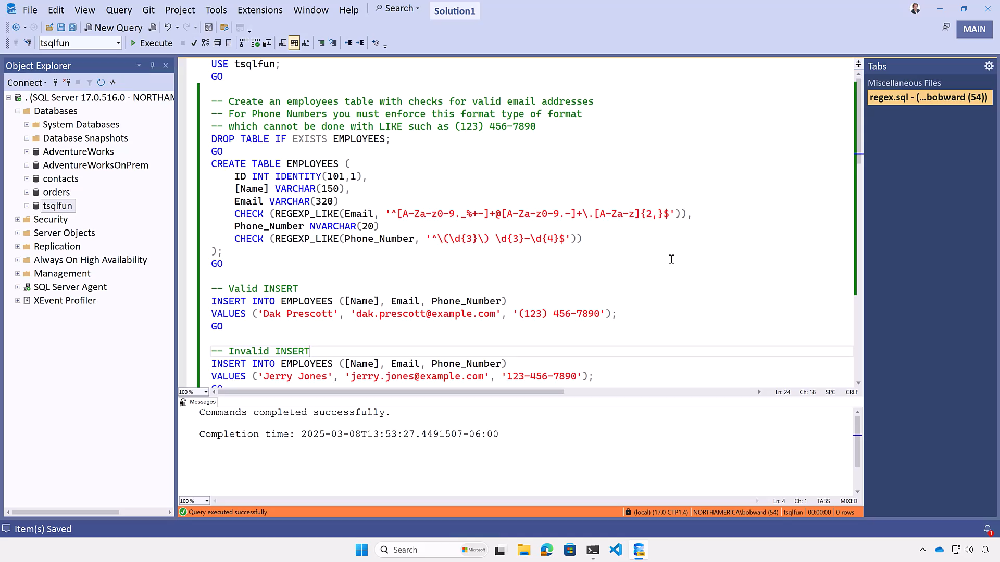 File Edit View Query Git Project Tools Extensions Window Help Search Solution1
New Query
MAIN
tsqlfun Execute
Object Explorer
Connect
. (SQL Server 17.0.516.0 - NORTHAM
Databases
System Databases
Database Snapshots
AdventureWorks
AdventureWorksOnPrem
contacts
orders
tsqlfun
Security
Server Objects
Replication
Always On High Availability
Management
SQL Server Agent
XEvent Profiler
USE tsqlfun;
GO
-- Create an employees table with checks for valid email addresses
-- For Phone Numbers you must enforce this format type of format
-- which cannot be done with LIKE such as (123) 456-7890
DROP TABLE IF EXISTS EMPLOYEES;
GO
CREATE TABLE EMPLOYEES (
ID INT IDENTITY(101,1),
[Name] VARCHAR(150),
Email VARCHAR(320)
CHECK (REGEXP_LIKE(Email, '^[A-Za-z0-9._%+-]+@[A-Za-z0-9.-]+\.[A-Za-z]{2,}$')),
Phone_Number NVARCHAR(20)
CHECK (REGEXP_LIKE(Phone_Number, '^\(\d{3}\) \d{3}-\d{4}$'))
);
GO
-- Valid INSERT
INSERT INTO EMPLOYEES ([Name], Email, Phone_Number)
VALUES ('Dak Prescott', 'dak.prescott@example.com', '(123) 456-7890');
GO
-- Invalid INSERT
INSERT INTO EMPLOYEES ([Name], Email, Phone_Number)
VALUES ('Jerry Jones', 'jerry.jones@example.com', '123-456-7890');
GO
100 % Ln: 24 Ch: 18 SPC CRLF
Messages
Commands completed successfully.
Completion time: 2025-03-08T13:53:27.4491507-06:00
100 % Ln: 4 Ch: 1 TABS MIXED
Query executed successfully. (local) (17.0 CTP1.4) NORTHAMERICA\bobward (54) tsqlfun 00:00:00 0 rows
Tabs
Miscellaneous Files
regex.sql - (...bobward (54))
Item(s) Saved 1
Search Microsoft PRE